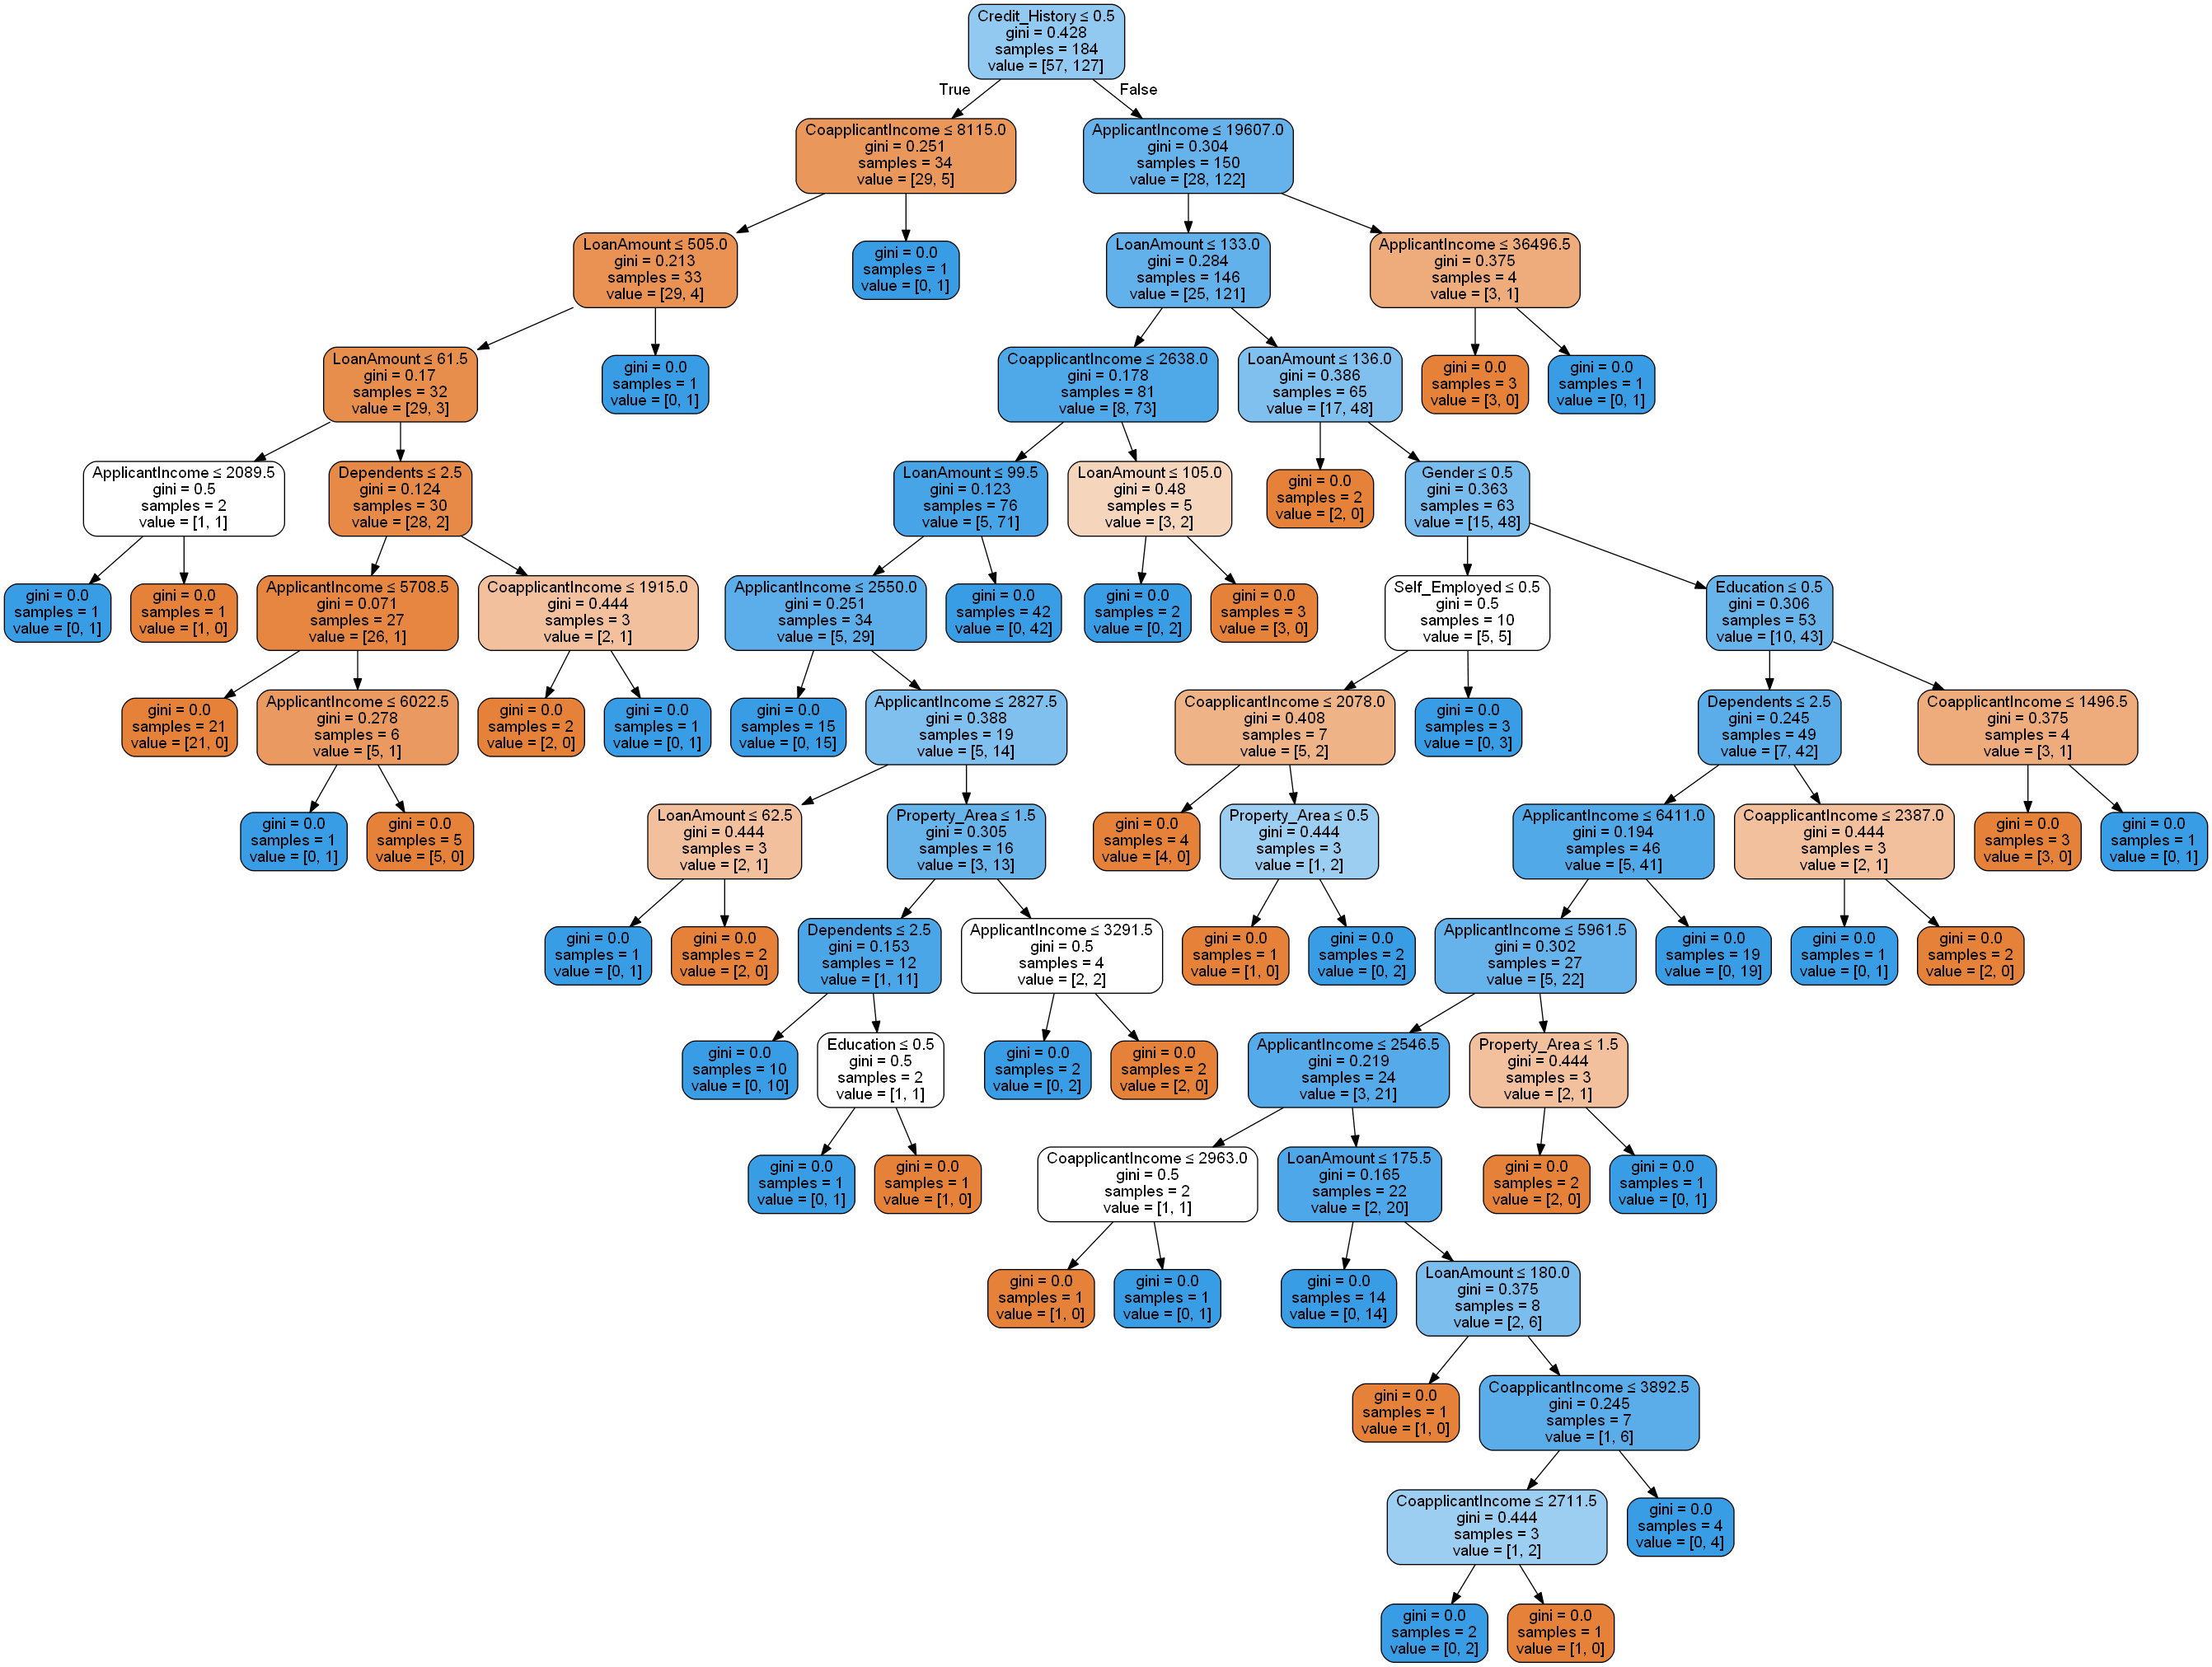 Credit_History ≤ 0.5
gini = 0.428
samples = 184
value = [57, 127]
True
False
CoapplicantIncome ≤ 8115.0
gini = 0.251
samples = 34
value = [29, 5]
ApplicantIncome ≤ 19607.0
gini = 0.304
samples = 150
value = [28, 122]
LoanAmount ≤ 505.0
gini = 0.213
samples = 33
value = [29, 4]
gini = 0.0
samples = 1
value = [0, 1]
LoanAmount ≤ 133.0
gini = 0.284
samples = 146
value = [25, 121]
ApplicantIncome ≤ 36496.5
gini = 0.375
samples = 4
value = [3, 1]
LoanAmount ≤ 61.5
gini = 0.17
samples = 32
value = [29, 3]
gini = 0.0
samples = 1
value = [0, 1]
CoapplicantIncome ≤ 2638.0
gini = 0.178
samples = 81
value = [8, 73]
LoanAmount ≤ 136.0
gini = 0.386
samples = 65
value = [17, 48]
gini = 0.0
samples = 3
value = [3, 0]
gini = 0.0
samples = 1
value = [0, 1]
ApplicantIncome ≤ 2089.5
gini = 0.5
samples = 2
value = [1, 1]
Dependents ≤ 2.5
gini = 0.124
samples = 30
value = [28, 2]
LoanAmount ≤ 99.5
gini = 0.123
samples = 76
value = [5, 71]
LoanAmount ≤ 105.0
gini = 0.48
samples = 5
value = [3, 2]
gini = 0.0
samples = 2
value = [2, 0]
Gender ≤ 0.5
gini = 0.363
samples = 63
value = [15, 48]
gini = 0.0
samples = 1
value = [0, 1]
gini = 0.0
samples = 1
value = [1, 0]
ApplicantIncome ≤ 5708.5
gini = 0.071
samples = 27
value = [26, 1]
CoapplicantIncome ≤ 1915.0
gini = 0.444
samples = 3
value = [2, 1]
ApplicantIncome ≤ 2550.0
gini = 0.251
samples = 34
value = [5, 29]
gini = 0.0
samples = 42
value = [0, 42]
gini = 0.0
samples = 2
value = [0, 2]
gini = 0.0
samples = 3
value = [3, 0]
Self_Employed ≤ 0.5
gini = 0.5
samples = 10
value = [5, 5]
Education ≤ 0.5
gini = 0.306
samples = 53
value = [10, 43]
gini = 0.0
samples = 21
value = [21, 0]
ApplicantIncome ≤ 6022.5
gini = 0.278
samples = 6
value = [5, 1]
gini = 0.0
samples = 2
value = [2, 0]
gini = 0.0
samples = 1
value = [0, 1]
gini = 0.0
samples = 15
value = [0, 15]
ApplicantIncome ≤ 2827.5
gini = 0.388
samples = 19
value = [5, 14]
CoapplicantIncome ≤ 2078.0
gini = 0.408
samples = 7
value = [5, 2]
gini = 0.0
samples = 3
value = [0, 3]
Dependents ≤ 2.5
gini = 0.245
samples = 49
value = [7, 42]
CoapplicantIncome ≤ 1496.5
gini = 0.375
samples = 4
value = [3, 1]
gini = 0.0
samples = 1
value = [0, 1]
gini = 0.0
samples = 5
value = [5, 0]
LoanAmount ≤ 62.5
gini = 0.444
samples = 3
value = [2, 1]
Property_Area ≤ 1.5
gini = 0.305
samples = 16
value = [3, 13]
gini = 0.0
samples = 4
value = [4, 0]
Property_Area ≤ 0.5
gini = 0.444
samples = 3
value = [1, 2]
ApplicantIncome ≤ 6411.0
gini = 0.194
samples = 46
value = [5, 41]
CoapplicantIncome ≤ 2387.0
gini = 0.444
samples = 3
value = [2, 1]
gini = 0.0
samples = 3
value = [3, 0]
gini = 0.0
samples = 1
value = [0, 1]
gini = 0.0
samples = 1
value = [0, 1]
gini = 0.0
samples = 2
value = [2, 0]
Dependents ≤ 2.5
gini = 0.153
samples = 12
value = [1, 11]
ApplicantIncome ≤ 3291.5
gini = 0.5
samples = 4
value = [2, 2]
gini = 0.0
samples = 1
value = [1, 0]
gini = 0.0
samples = 2
value = [0, 2]
ApplicantIncome ≤ 5961.5
gini = 0.302
samples = 27
value = [5, 22]
gini = 0.0
samples = 19
value = [0, 19]
gini = 0.0
samples = 1
value = [0, 1]
gini = 0.0
samples = 2
value = [2, 0]
gini = 0.0
samples = 10
value = [0, 10]
Education ≤ 0.5
gini = 0.5
samples = 2
value = [1, 1]
gini = 0.0
samples = 2
value = [0, 2]
gini = 0.0
samples = 2
value = [2, 0]
ApplicantIncome ≤ 2546.5
gini = 0.219
samples = 24
value = [3, 21]
Property_Area ≤ 1.5
gini = 0.444
samples = 3
value = [2, 1]
gini = 0.0
samples = 1
value = [0, 1]
gini = 0.0
samples = 1
value = [1, 0]
CoapplicantIncome ≤ 2963.0
gini = 0.5
samples = 2
value = [1, 1]
LoanAmount ≤ 175.5
gini = 0.165
samples = 22
value = [2, 20]
gini = 0.0
samples = 2
value = [2, 0]
gini = 0.0
samples = 1
value = [0, 1]
gini = 0.0
samples = 1
value = [1, 0]
gini = 0.0
samples = 1
value = [0, 1]
gini = 0.0
samples = 14
value = [0, 14]
LoanAmount ≤ 180.0
gini = 0.375
samples = 8
value = [2, 6]
gini = 0.0
samples = 1
value = [1, 0]
CoapplicantIncome ≤ 3892.5
gini = 0.245
samples = 7
value = [1, 6]
CoapplicantIncome ≤ 2711.5
gini = 0.444
samples = 3
value = [1, 2]
gini = 0.0
samples = 4
value = [0, 4]
gini = 0.0
samples = 2
value = [0, 2]
gini = 0.0
samples = 1
value = [1, 0]